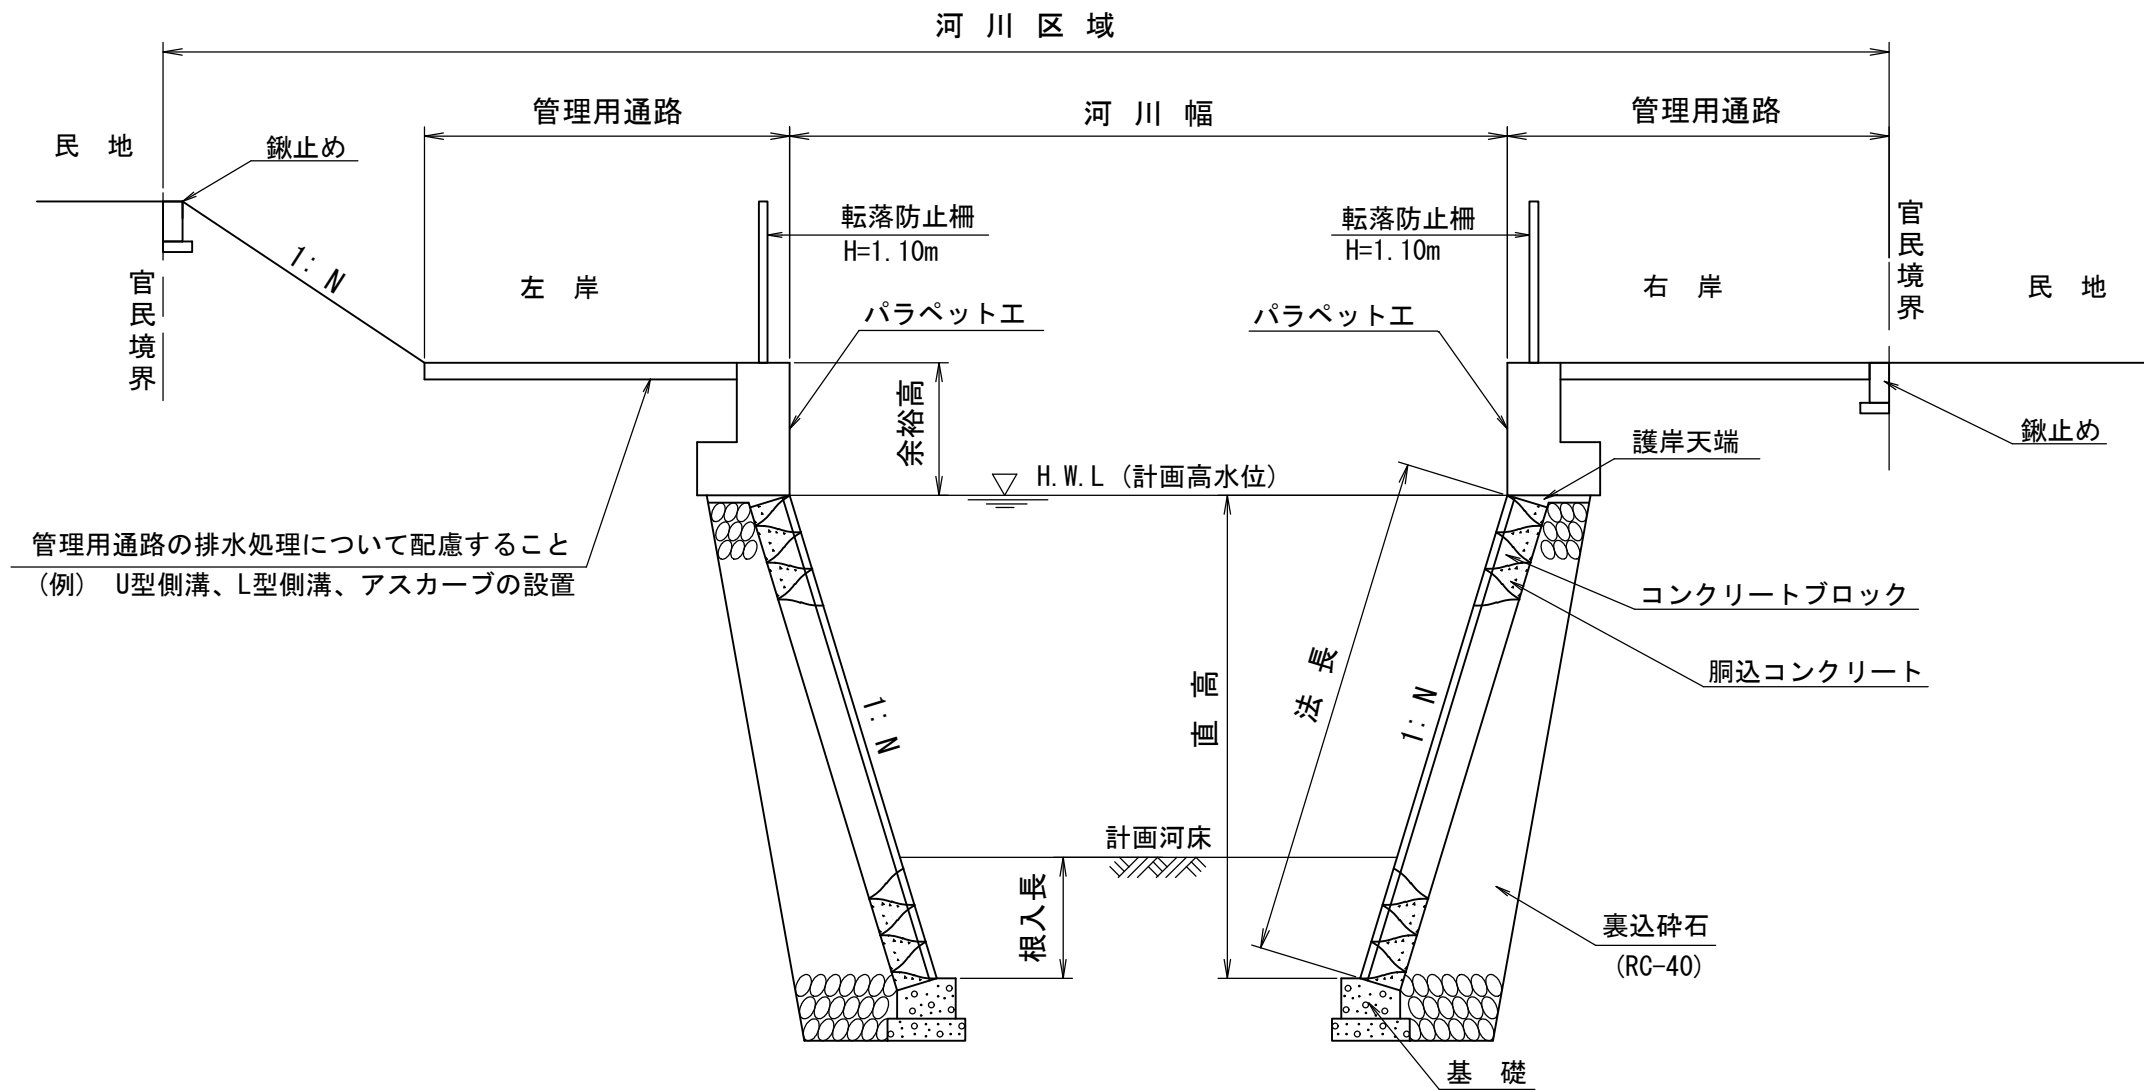 河川区域
管理用通路
河川幅
管理用通路
民地
鍬止め
転落防止柵
H=1.10m
転落防止柵
H=1.10m
官民境界
1:N
官民境界
左岸
右岸
民地
パラペット工
パラペット工
余裕高
鍬止め
護岸天端
H.W.L (計画高水位)
管理用通路の排水処理について配慮すること
(例) U型側溝、L型側溝、アスカーブの設置
コンクリートブロック
胴込コンクリート
法長
直高
1:N
1:N
計画河床
根入長
裏込砕石
(RC-40)
基礎